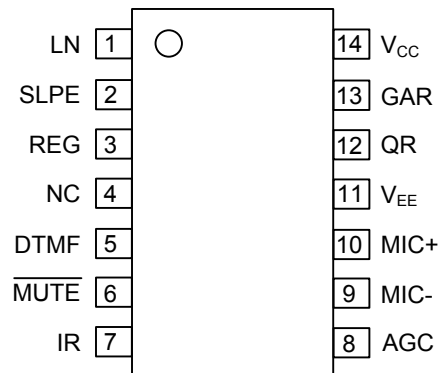 LN 1 14 VCC
SLPE 2 13 GAR
REG 3 12 QR
NC 4 11 VEE
DTMF 5 10 MIC+
MUTE 6 9 MIC-
IR 7 8 AGC